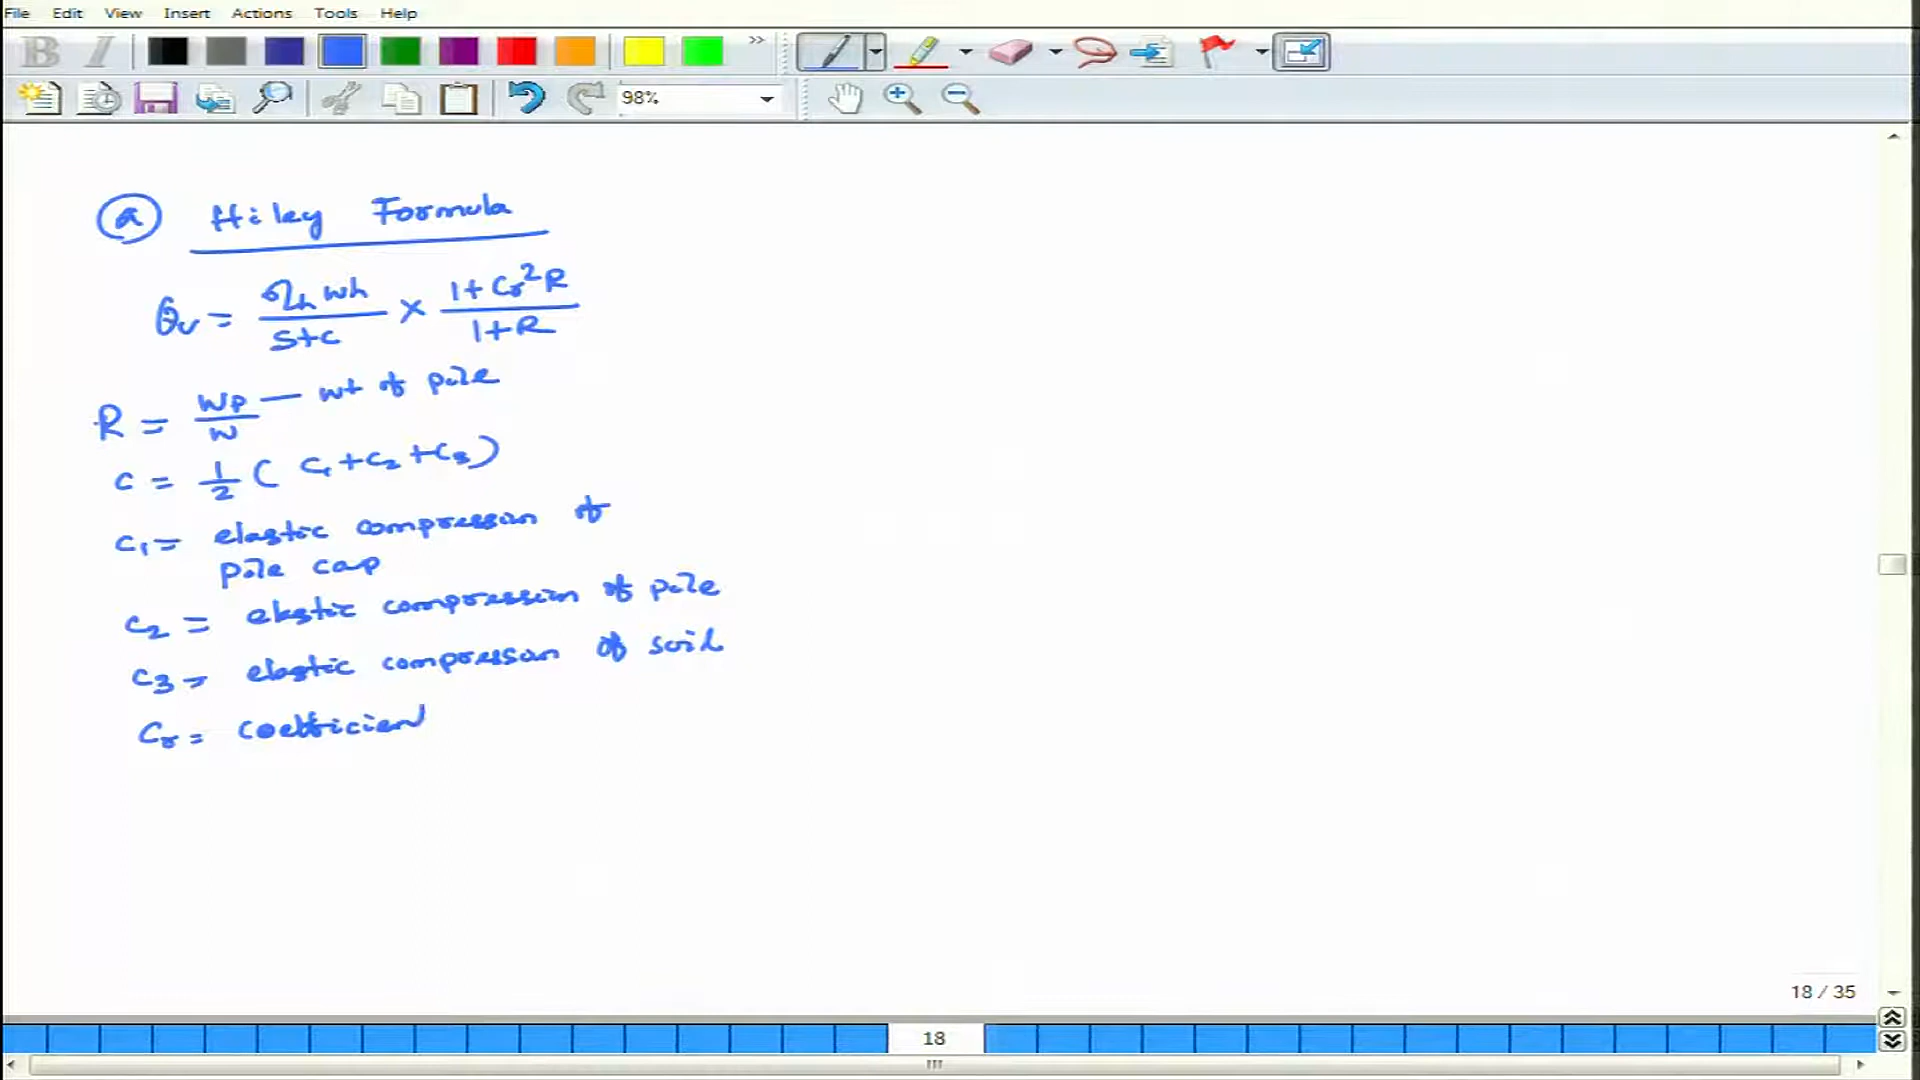 File Edit View Insert Actions Tools Help
B I
98%
a Hiley Formula
Qu = ηh Wh / S+C × 1+Cr²R / 1+R
R = Wp / W — wt of pile
C = 1/2 ( C1+C2+C3)
C1= elastic compression of
pile cap
C2 = elastic compression of pile
C3= elastic compression of soil
Cr= coefficien
18 / 35
18